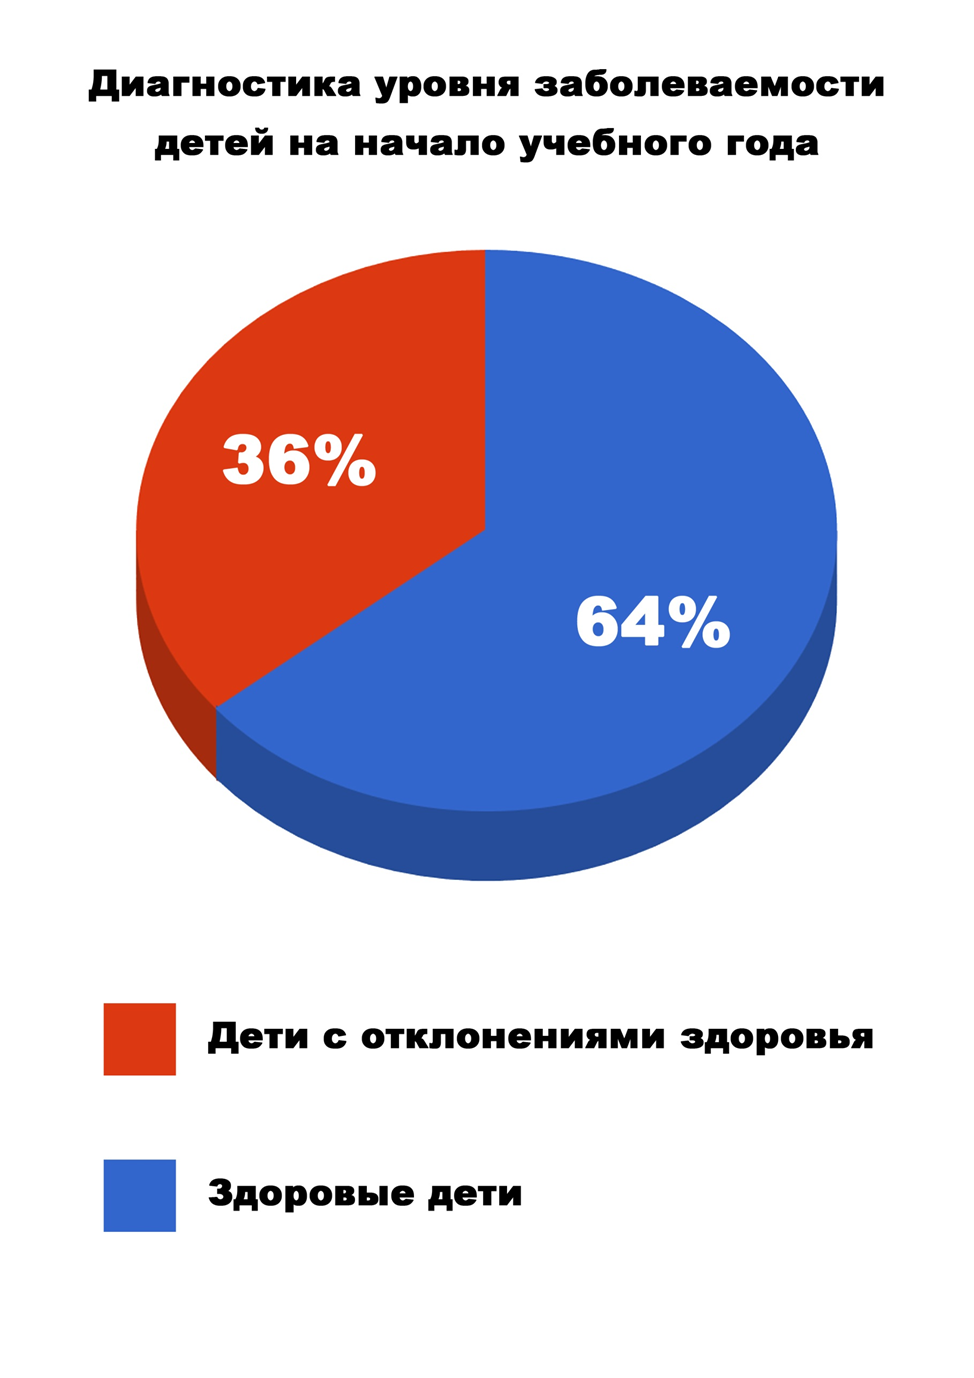 Диагностика уровня заболеваемости
детей на начало учебного года
36%
64%
Дети с отклонениями здоровья
Здоровые дети